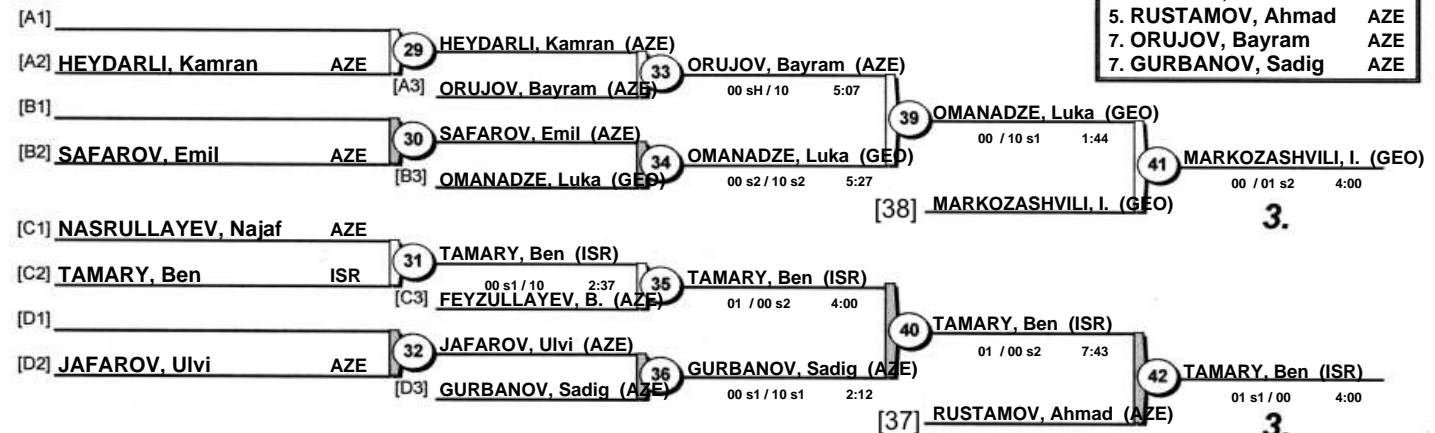 [A1]
5. RUSTAMOV, Ahmad AZE
7. ORUJOV, Bayram AZE
7. GURBANOV, Sadig AZE
[A2] HEYDARLI, Kamran AZE
29
HEYDARLI, Kamran (AZE)
[A3] ORUJOV, Bayram (AZE)
33
ORUJOV, Bayram (AZE)
00 sH / 10 5:07
[B1]
[B2] SAFAROV, Emil AZE
30
SAFAROV, Emil (AZE)
[B3] OMANADZE, Luka (GEO)
34
OMANADZE, Luka (GEO)
00 s2 / 10 s2 5:27
39
OMANADZE, Luka (GEO)
00 / 10 s1 1:44
[38] MARKOZASHVILI, I. (GEO)
41
MARKOZASHVILI, I. (GEO)
00 / 01 s2 4:00
3.
[C1] NASRULLAYEV, Najaf AZE
[C2] TAMARY, Ben ISR
31
TAMARY, Ben (ISR)
00 s1 / 10 2:37
[C3] FEYZULLAYEV, B. (AZE)
35
TAMARY, Ben (ISR)
01 / 00 s2 4:00
[D1]
[D2] JAFAROV, Ulvi AZE
32
JAFAROV, Ulvi (AZE)
[D3] GURBANOV, Sadig (AZE)
36
GURBANOV, Sadig (AZE)
00 s1 / 10 s1 2:12
40
TAMARY, Ben (ISR)
01 / 00 s2 7:43
[37] RUSTAMOV, Ahmad (AZE)
42
TAMARY, Ben (ISR)
01 s1 / 00 4:00
3.